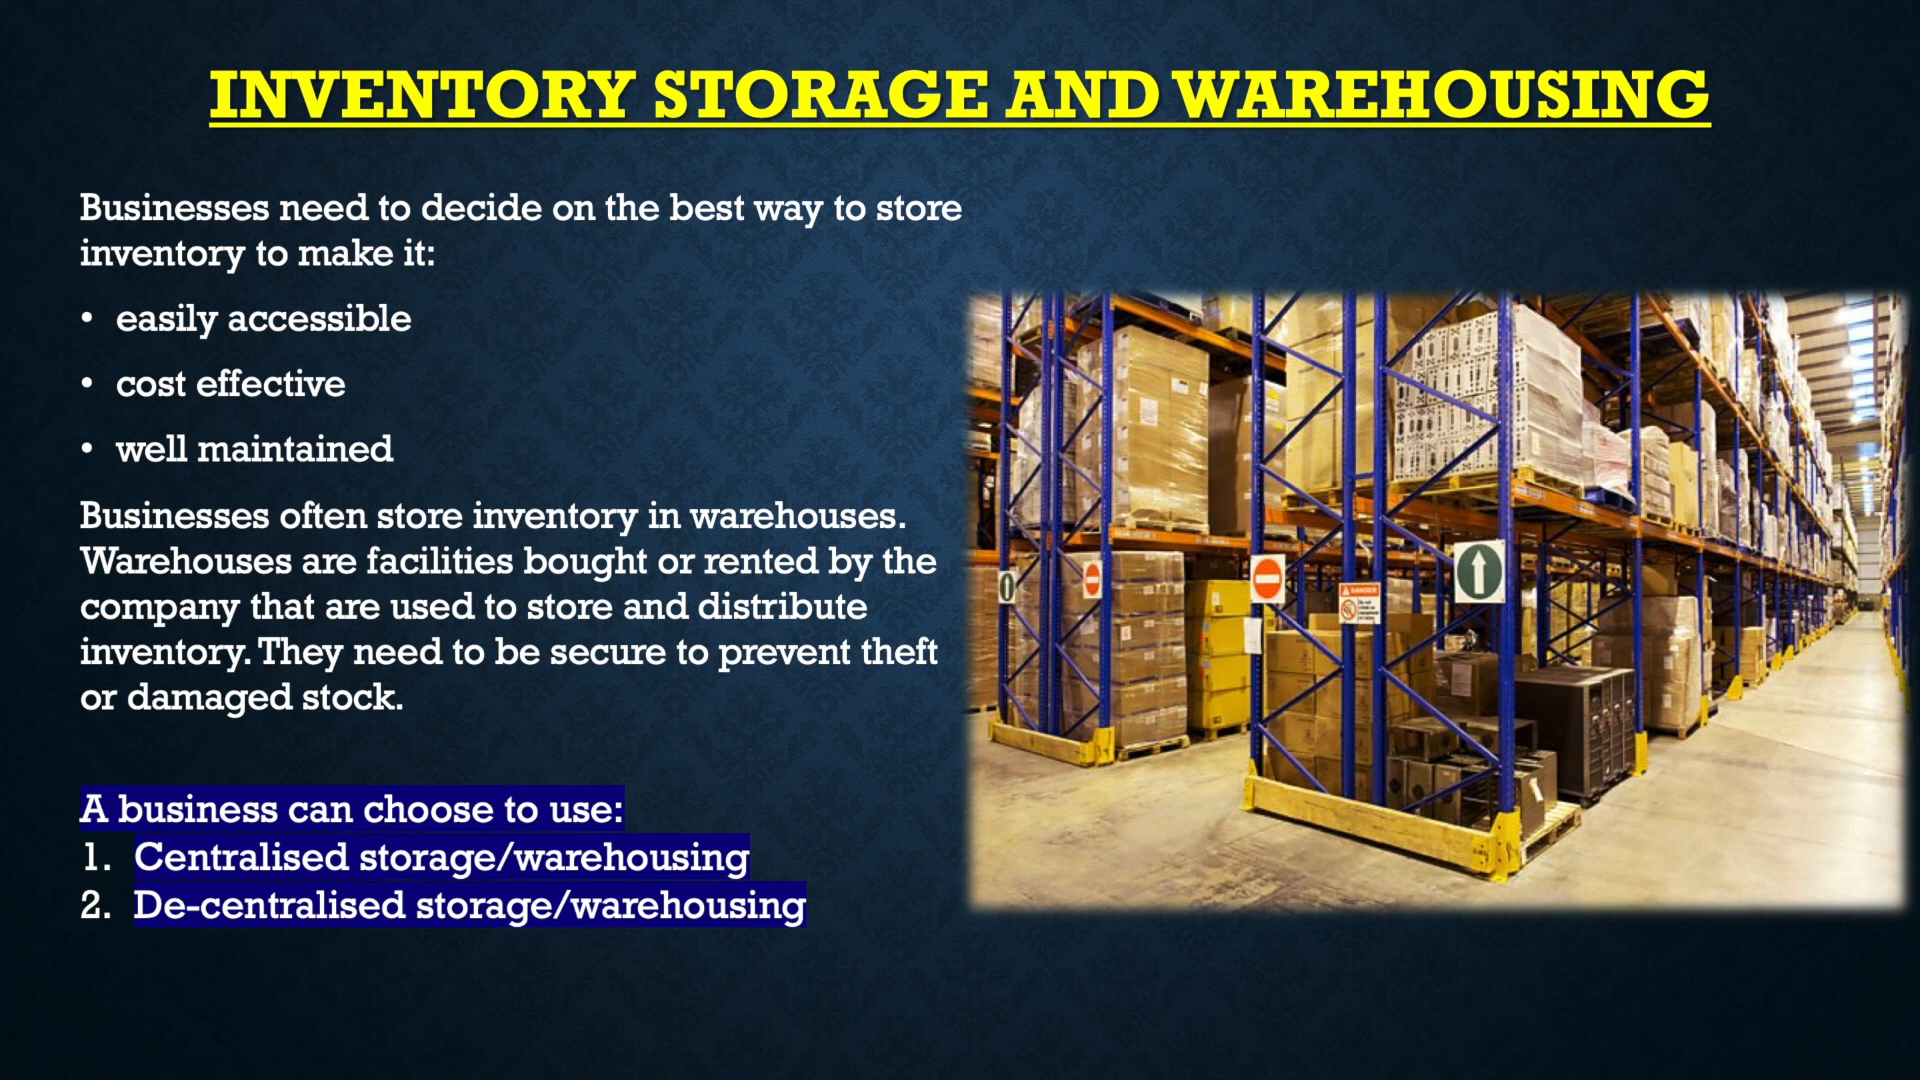 INVENTORY STORAGE AND WAREHOUSING
Businesses need to decide on the best way to store
inventory to make it:
• easily accessible
• cost effective
• well maintained
Businesses often store inventory in warehouses.
Warehouses are facilities bought or rented by the
company that are used to store and distribute
inventory. They need to be secure to prevent theft
or damaged stock.
A business can choose to use:
1. Centralised storage/warehousing
2. De-centralised storage/warehousing
DANGER